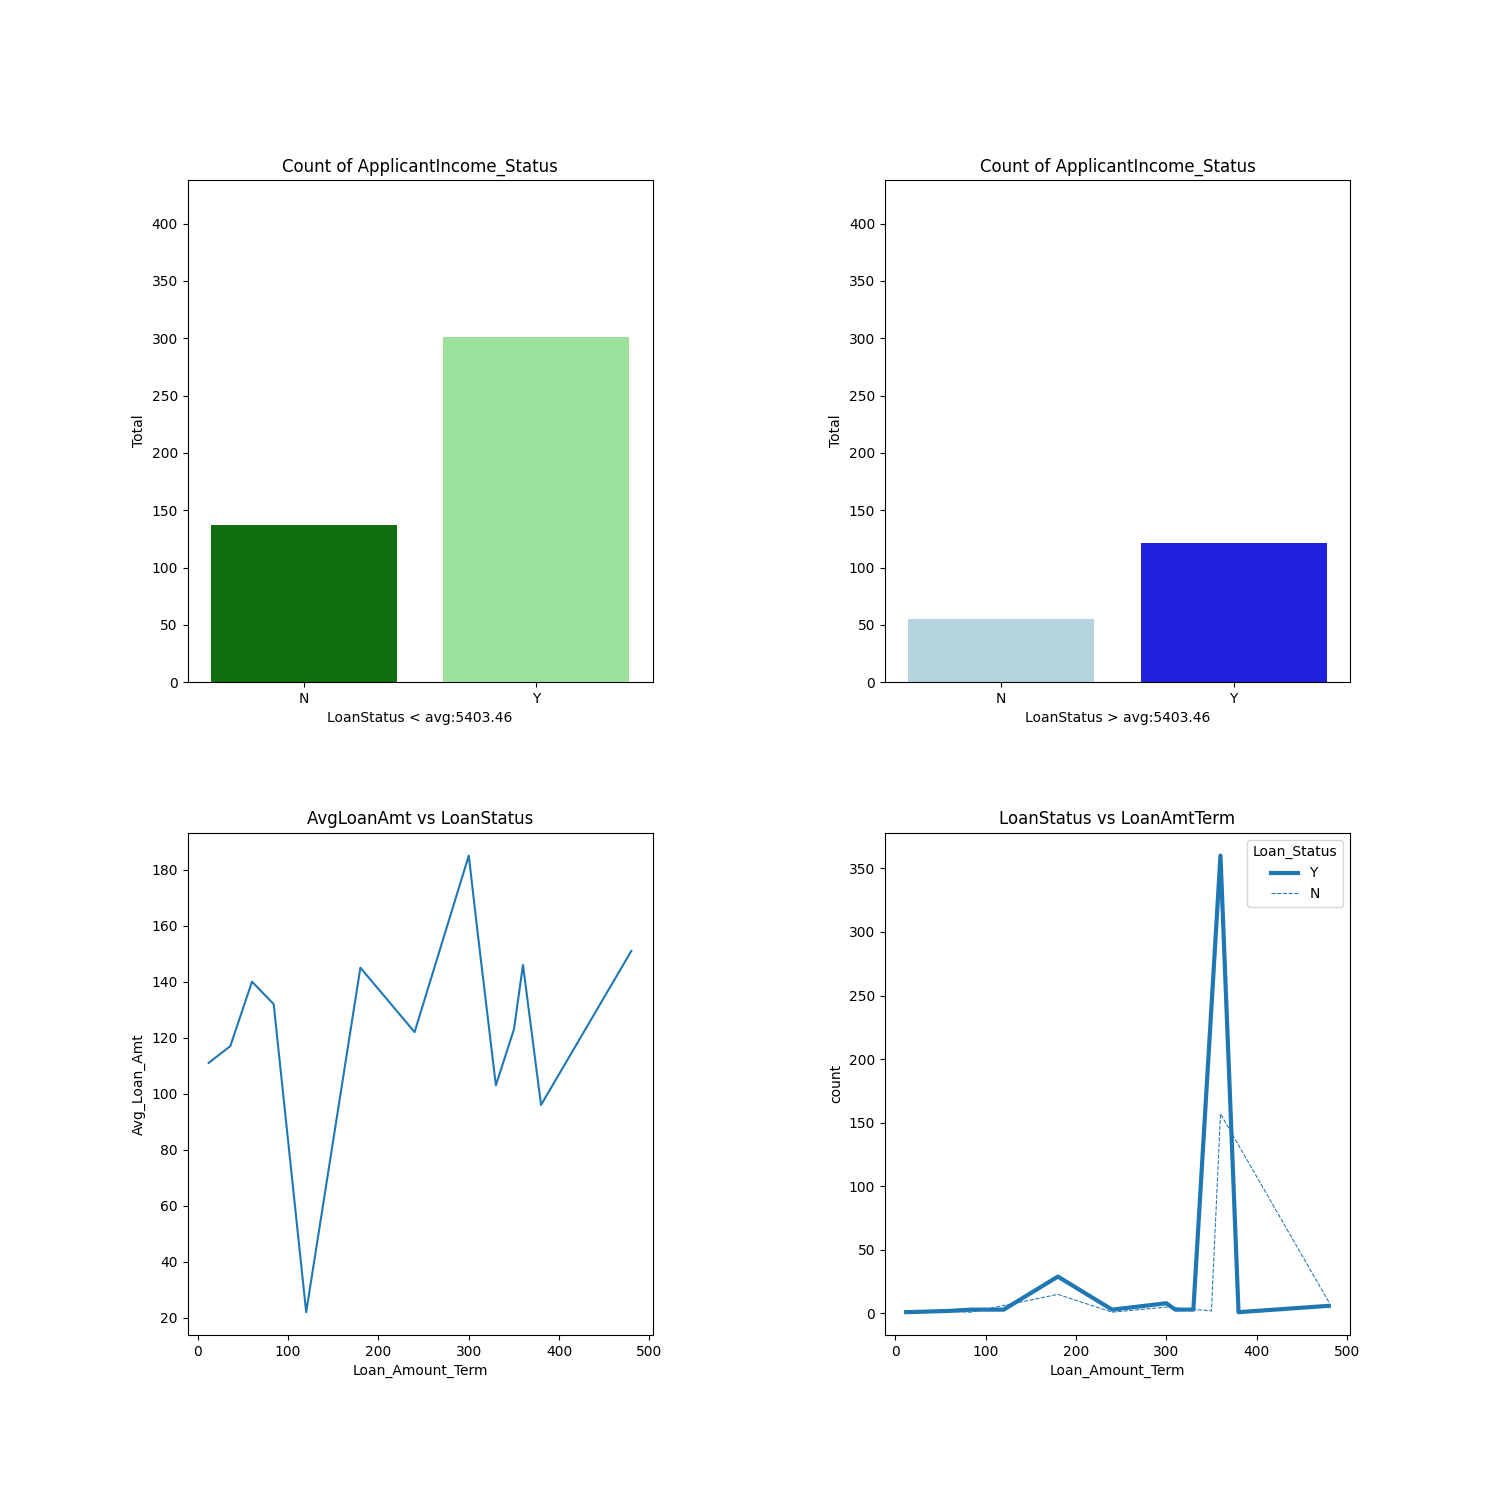 Count of ApplicantIncome_Status
400
350
300
250
200
150
100
50
0
Total
N Y
LoanStatus < avg:5403.46
Count of ApplicantIncome_Status
400
350
300
250
200
150
100
50
0
Total
N Y
LoanStatus > avg:5403.46
AvgLoanAmt vs LoanStatus
180
160
140
120
100
80
60
40
20
Avg_Loan_Amt
0 100 200 300 400 500
Loan_Amount_Term
LoanStatus vs LoanAmtTerm
Loan_Status
Y
N
350
300
250
200
150
100
50
0
count
0 100 200 300 400 500
Loan_Amount_Term